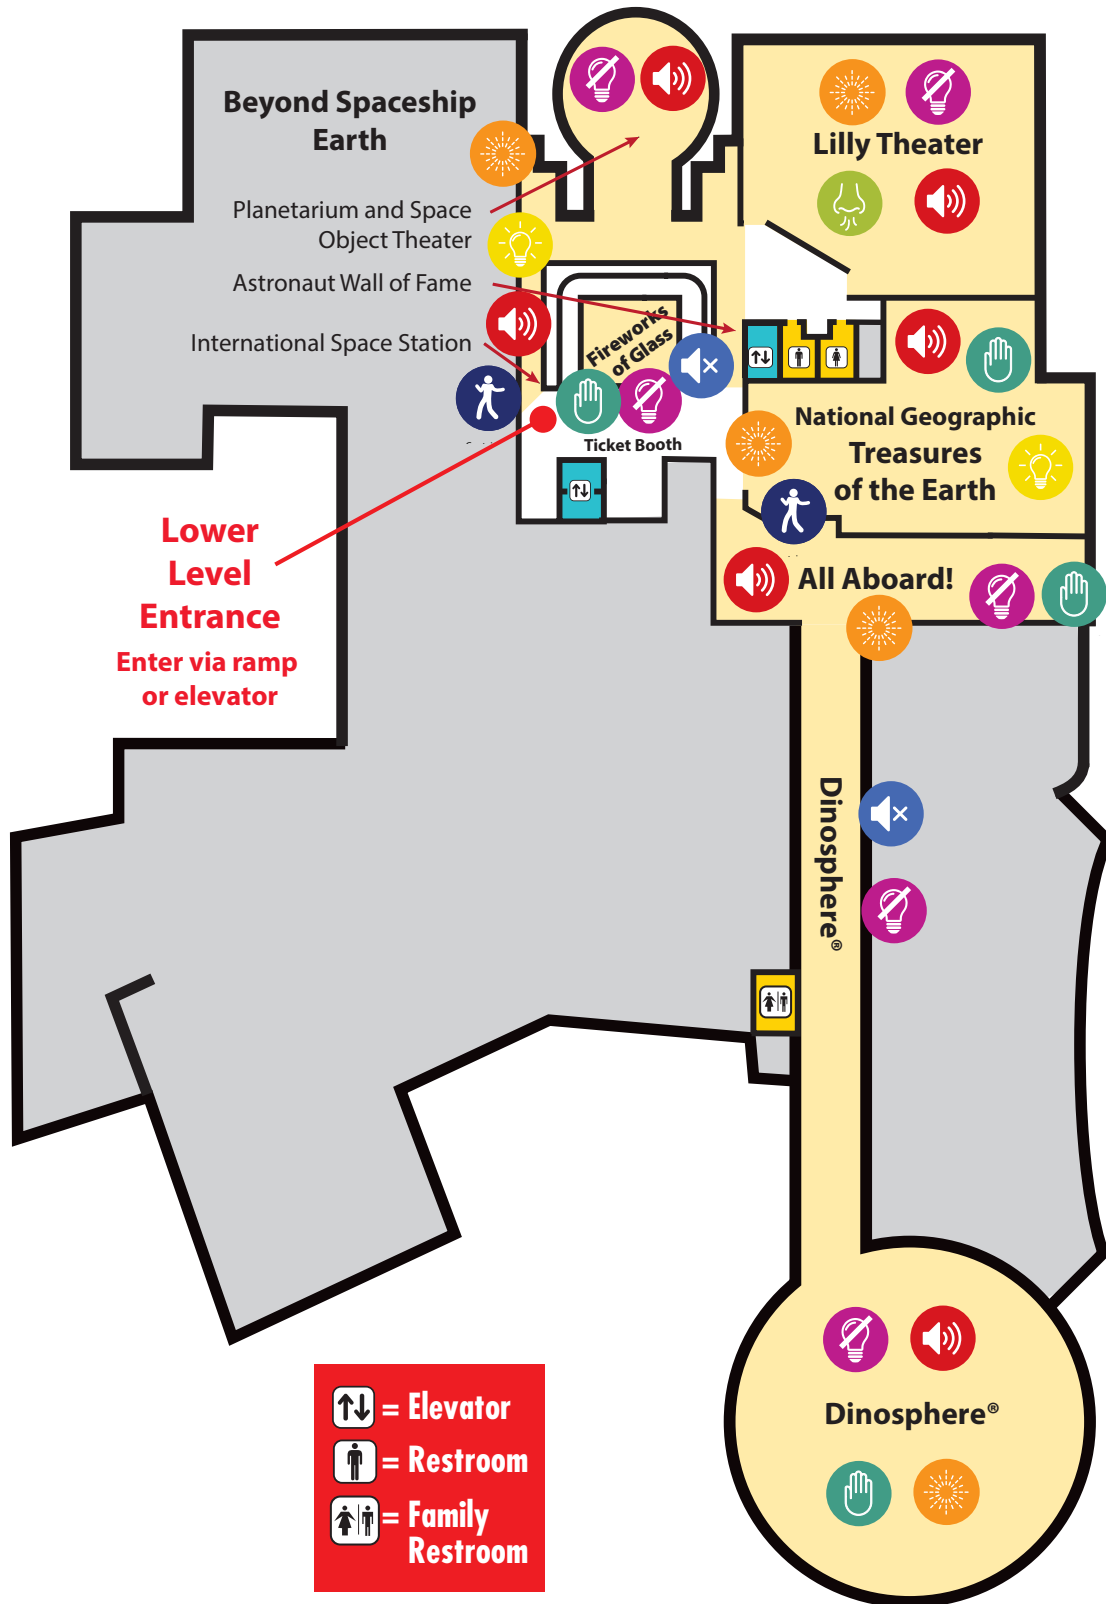 Beyond Spaceship
Earth
Planetarium and Space
Object Theater
Astronaut Wall of Fame
International Space Station
Lilly Theater
Fireworks
of Glass
Ticket Booth
National Geographic
Treasures
of the Earth
All Aboard!
Lower
Level
Entrance
Enter via ramp
or elevator
Dinosphere®
Dinosphere®
= Elevator
= Restroom
= Family
Restroom